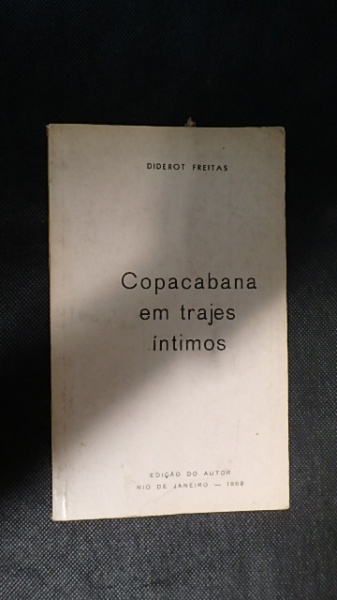 DIDEROT FREITAS
Copacabana
em trajes
íntimos
EDIÇÃO DO AUTOR
RIO DE JANEIRO — 1968